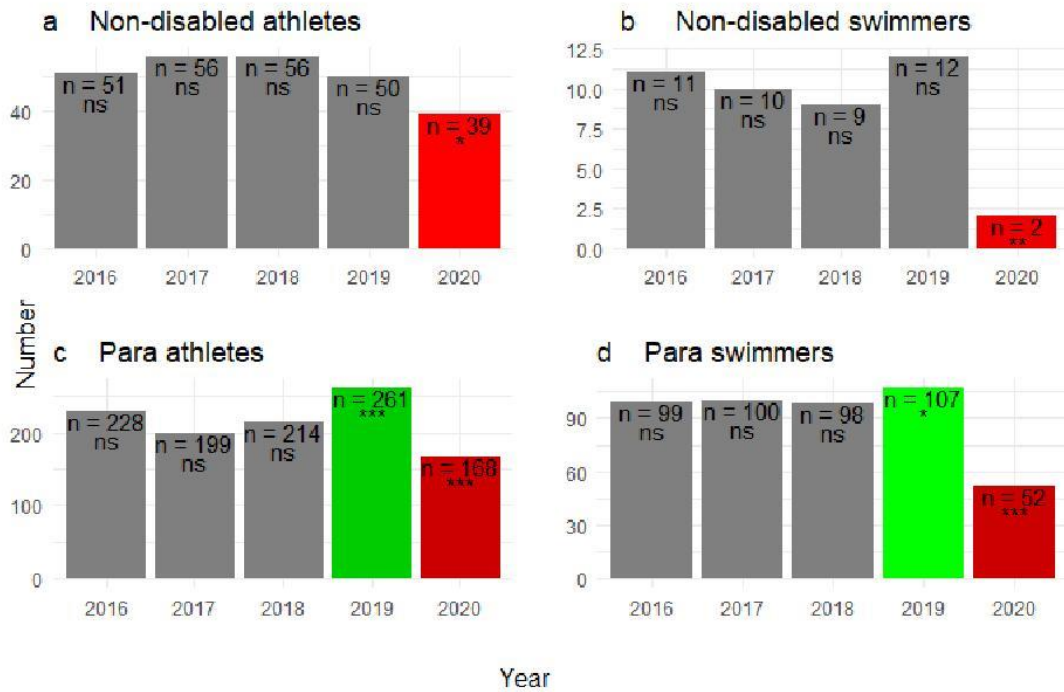 a Non-disabled athletes
n = 51
ns
n = 56
ns
n = 56
ns
n = 50
ns
n = 39
*
40
20
0
2016 2017 2018 2019 2020
b Non-disabled swimmers
12.5
10.0
7.5
5.0
2.5
0.0
n = 11
ns
n = 10
ns
n = 9
ns
n = 12
ns
n = 2
**
2016 2017 2018 2019 2020
Number
c Para athletes
200
100
0
n = 228
ns
n = 199
ns
n = 214
ns
n = 261
***
n = 168
***
2016 2017 2018 2019 2020
d Para swimmers
90
60
30
0
n = 99
ns
n = 100
ns
n = 98
ns
n = 107
*
n = 52
***
2016 2017 2018 2019 2020
Year